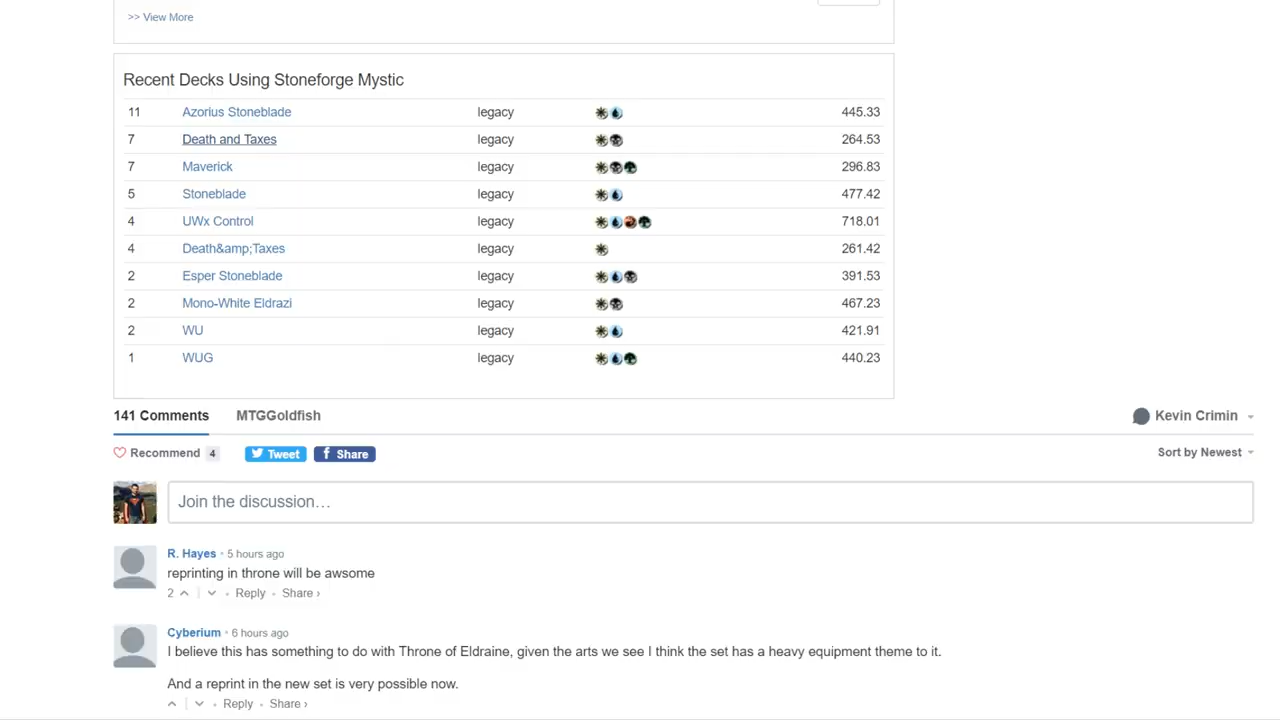 >> View More
Recent Decks Using Stoneforge Mystic
11 Azorius Stoneblade legacy 445.33
7 Death and Taxes legacy 264.53
7 Maverick legacy 296.83
5 Stoneblade legacy 477.42
4 UWx Control legacy 718.01
4 Death&amp;Taxes legacy 261.42
2 Esper Stoneblade legacy 391.53
2 Mono-White Eldrazi legacy 467.23
2 WU legacy 421.91
1 WUG legacy 440.23
141 Comments MTGGoldfish Kevin Crimin
Recommend 4 Tweet f Share Sort by Newest
Join the discussion…
R. Hayes • 5 hours ago
reprinting in throne will be awsome
2 • Reply • Share ›
Cyberium • 6 hours ago
I believe this has something to do with Throne of Eldraine, given the arts we see I think the set has a heavy equipment theme to it.
And a reprint in the new set is very possible now.
• Reply • Share ›